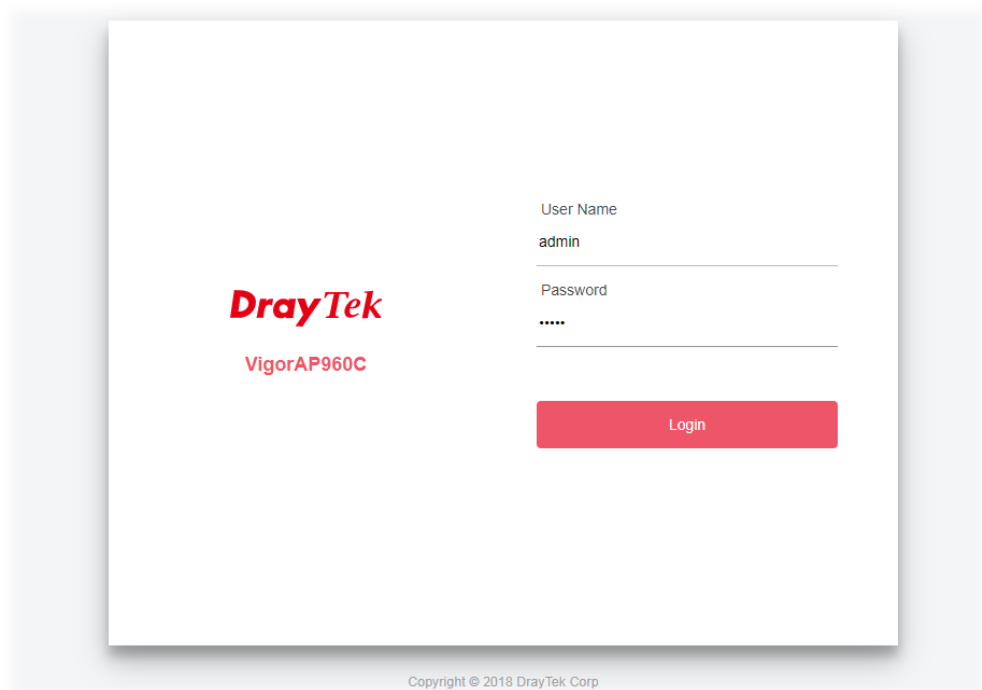 User Name
admin
DrayTek
VigorAP960C
Password
•••••
Login
Copyright © 2018 DrayTek Corp